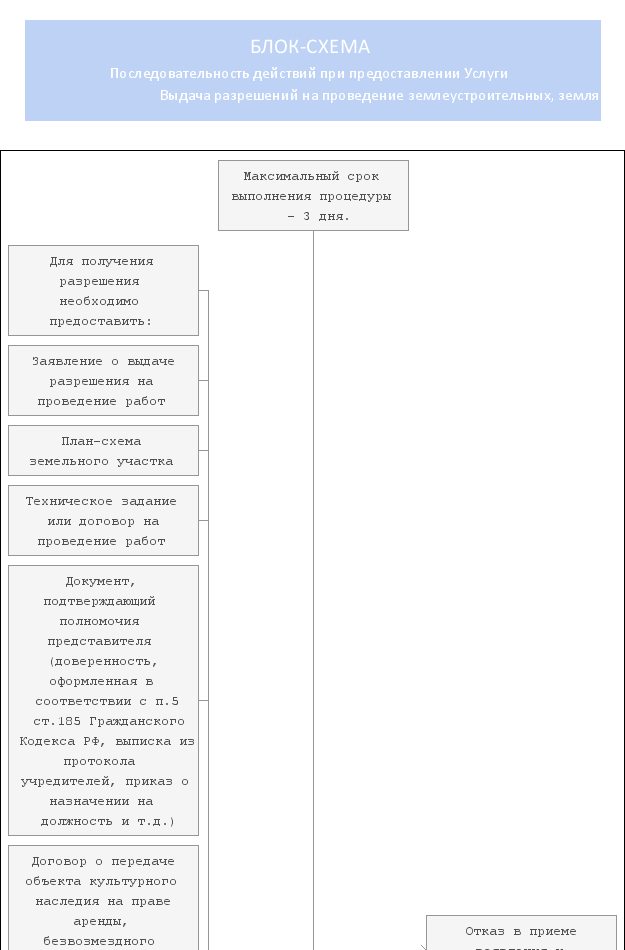 БЛОК-СХЕМА
Последовательность действий при предоставлении Услуги
Выдача разрешений на проведение землеустроительных, земля
Максимальный срок
выполнения процедуры
- 3 дня.
Для получения
разрешения
необходимо
предоставить:
Заявление о выдаче
разрешения на
проведение работ
План-схема
земельного участка
Техническое задание
или договор на
проведение работ
Документ,
подтверждающий
полномочия
представителя
(доверенность,
оформленная в
соответствии с п.5
ст.185 Гражданского
Кодекса РФ, выписка из
протокола
учредителей, приказ о
назначении на
должность и т.д.)
Договор о передаче
объекта культурного
наследия на праве
аренды,
безвозмездного
Отказ в приеме